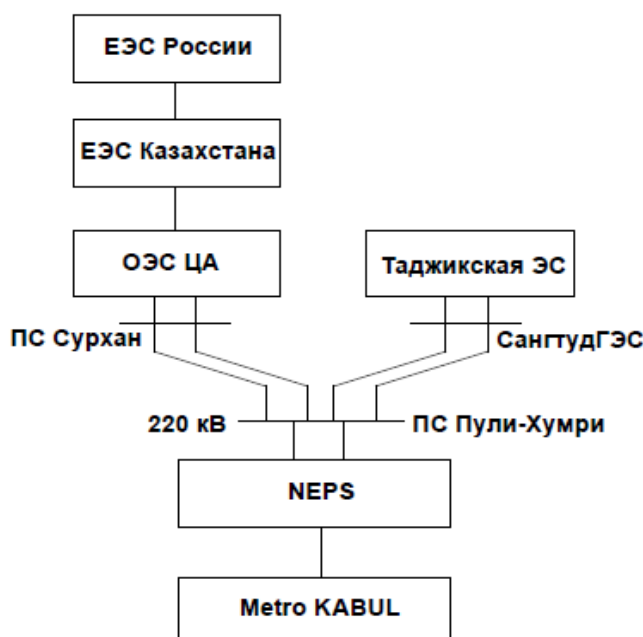 ЕЭС России
ЕЭС Казахстана
ОЭС ЦА
Таджикская ЭС
ПС Сурхан
СангтудГЭС
220 кВ
ПС Пули-Хумри
NEPS
Metro KABUL